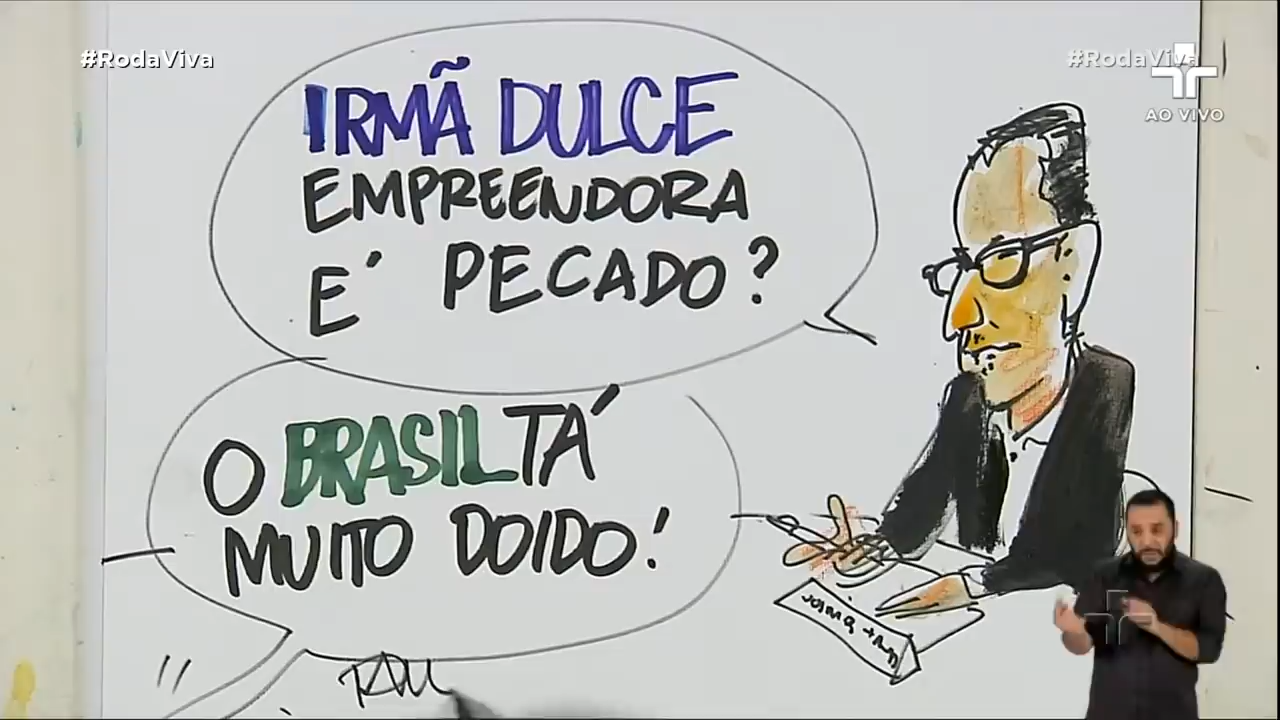 #RodaViva
#RodaViva
AO VIVO
IRMÃ DULCE
EMPREENDORA
É PECADO?
O BRASIL TÁ
MUITO DOIDO!